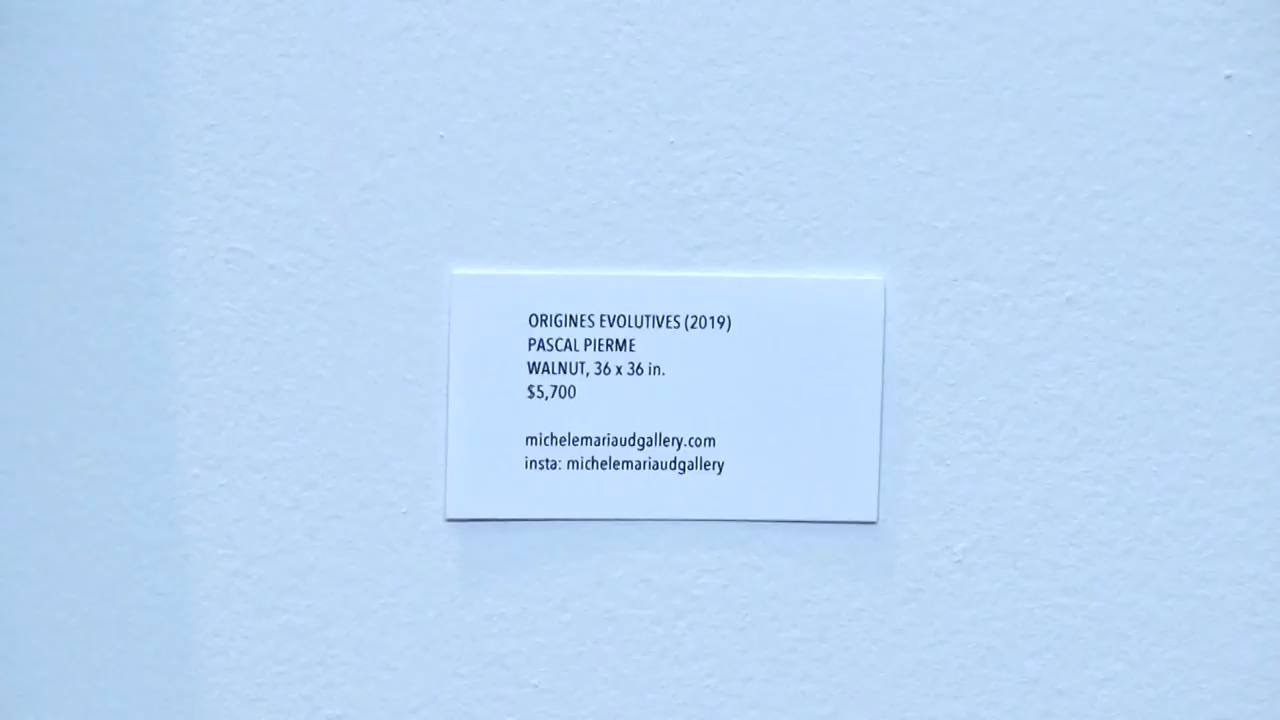 ORIGINES EVOLUTIVES (2019)
PASCAL PIERME
WALNUT, 36 x 36 in.
$5,700
michelemariaudgallery.com
insta: michelemariaudgallery